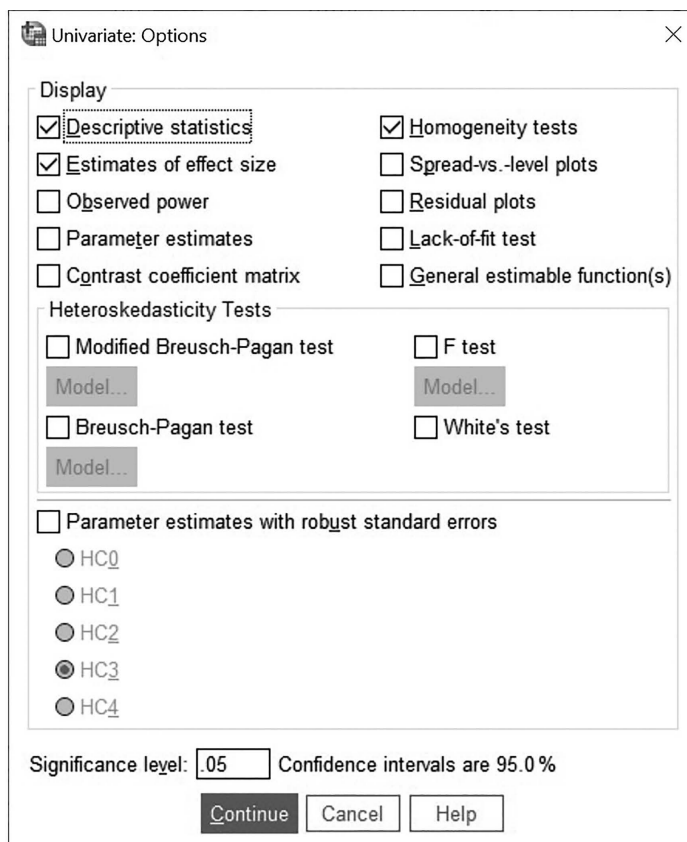 Univariate: Options
Display
Descriptive statistics
Homogeneity tests
Estimates of effect size
Spread-vs.-level plots
Observed power
Residual plots
Parameter estimates
Lack-of-fit test
Contrast coefficient matrix
General estimable function(s)
Heteroskedasticity Tests
Modified Breusch-Pagan test
F test
Model...
Model...
Breusch-Pagan test
White's test
Model...
Parameter estimates with robust standard errors
HC0
HC1
HC2
HC3
HC4
Significance level: .05 Confidence intervals are 95.0 %
Continue
Cancel
Help